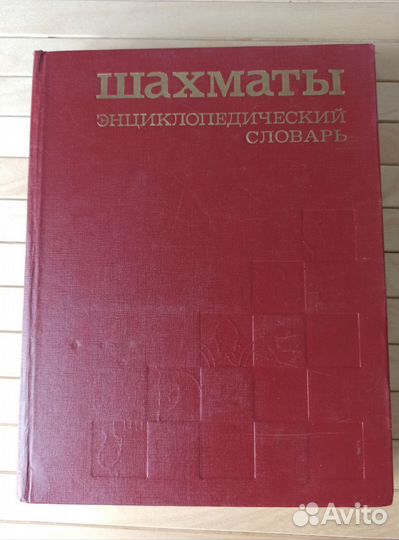 Шахматы
энциклопедический
словарь
Avito